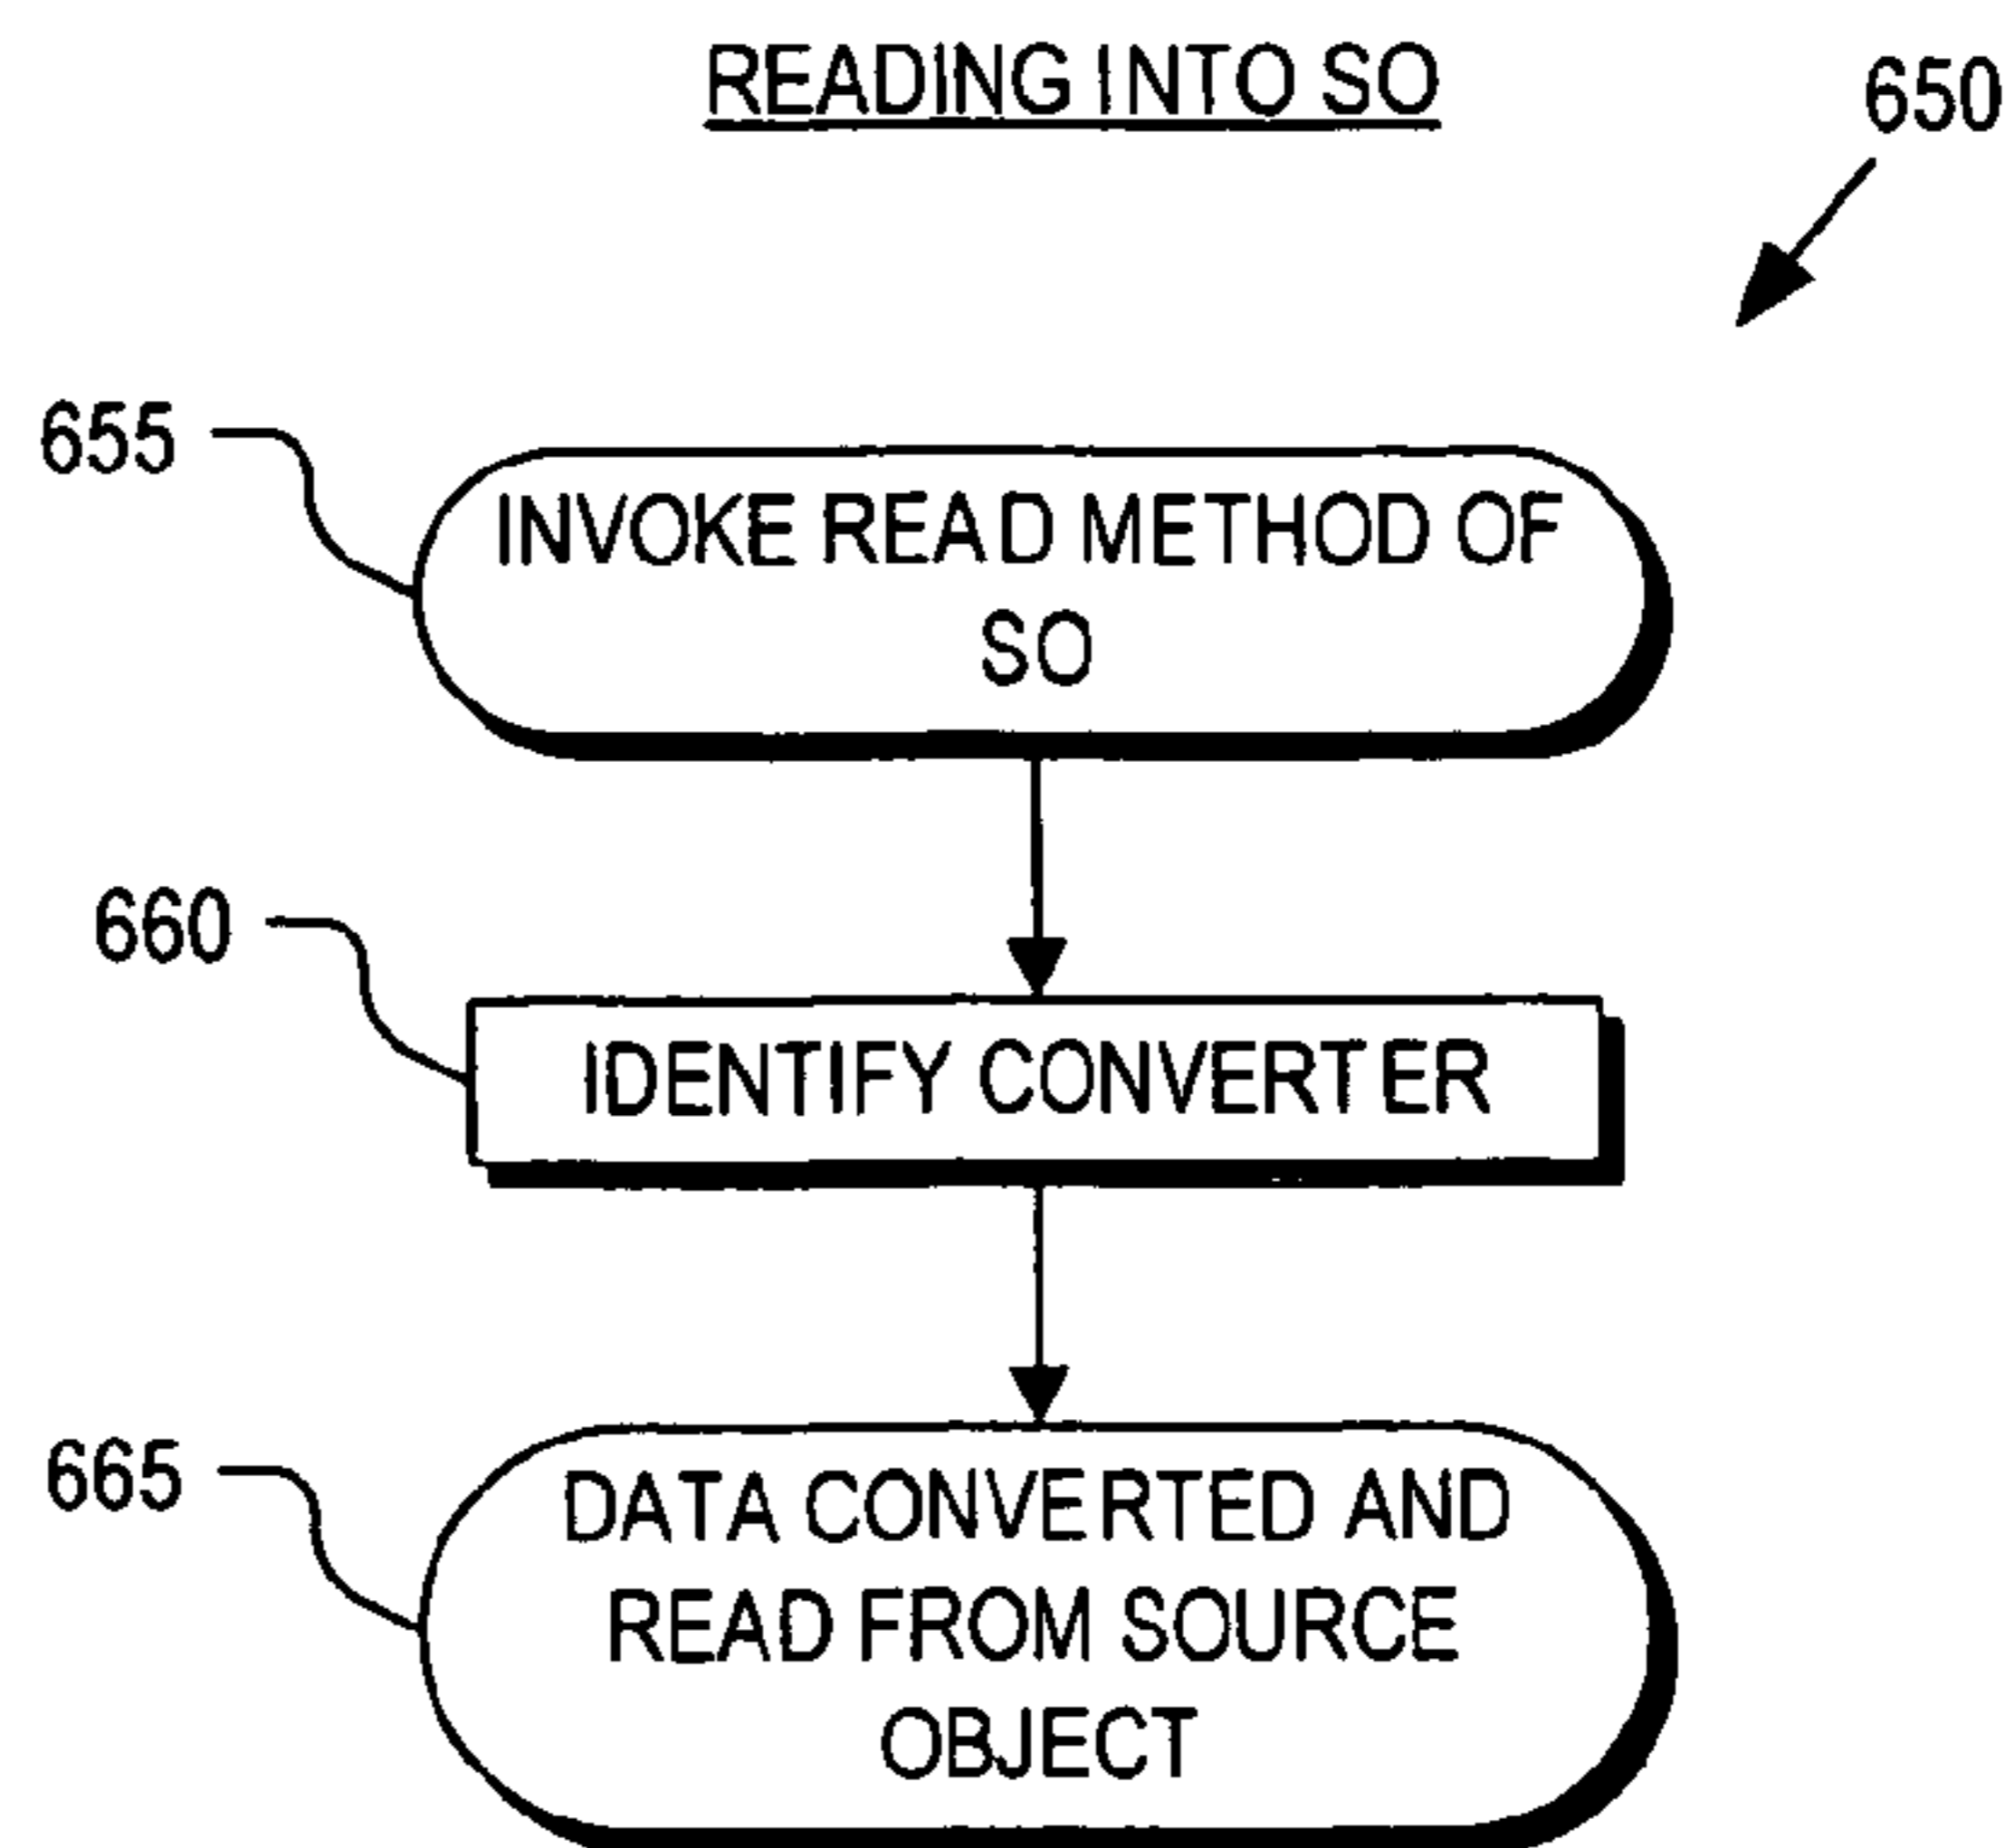 READING INTO SO
650
655
INVOKE READ METHOD OF
SO
660
IDENTIFY CONVERTER
665
DATA CONVERTED AND
READ FROM SOURCE
OBJECT